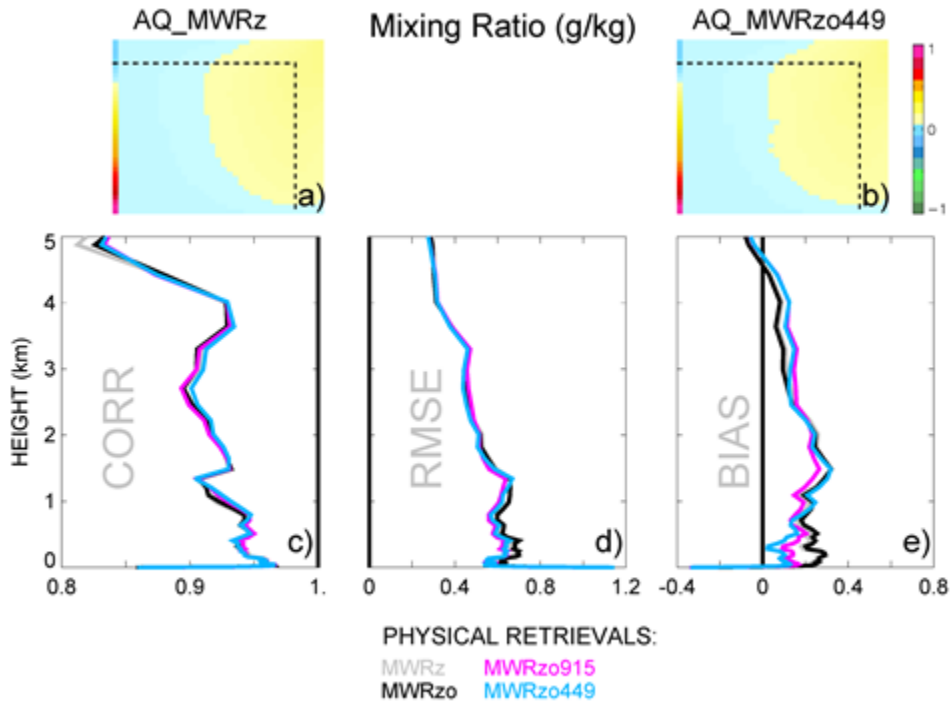 AQ_MWRz Mixing Ratio (g/kg) AQ_MWRzo449
1
0
-1
a) b)
5
4
3
2
1
0
HEIGHT (km)
CORR RMSE BIAS
c) d) e)
0.8 0.9 1. 0 0.4 0.8 1.2 -0.4 0 0.4 0.8
PHYSICAL RETRIEVALS:
MWRz MWRzo915
MWRzo MWRzo449